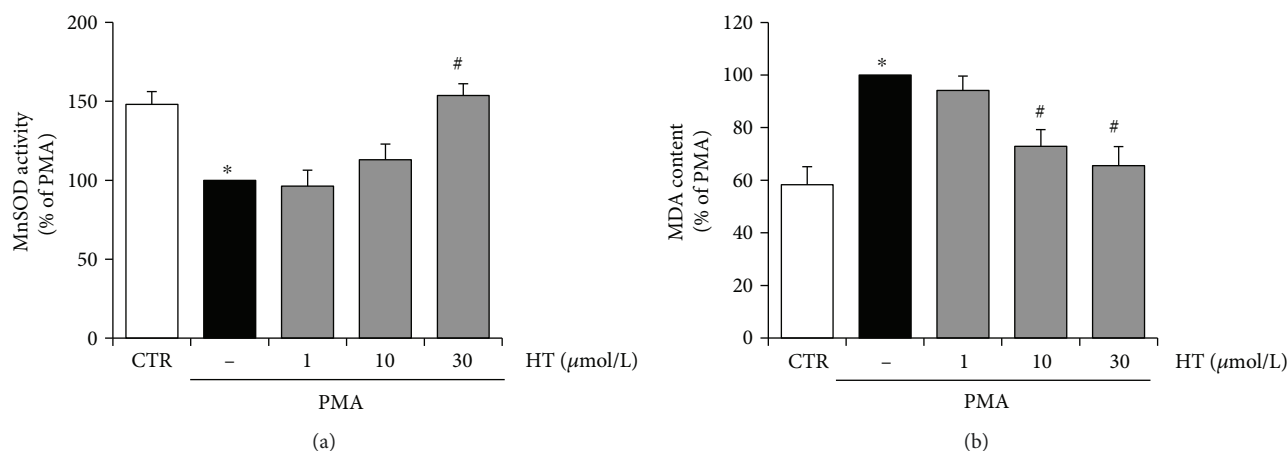 MnSOD activity
(% of PMA)
200
150
100
50
0
*
#
CTR – 1 10 30 HT (μmol/L)
PMA
(a)
MDA content
(% of PMA)
120
100
80
60
40
20
0
*
#
#
CTR – 1 10 30 HT (μmol/L)
PMA
(b)